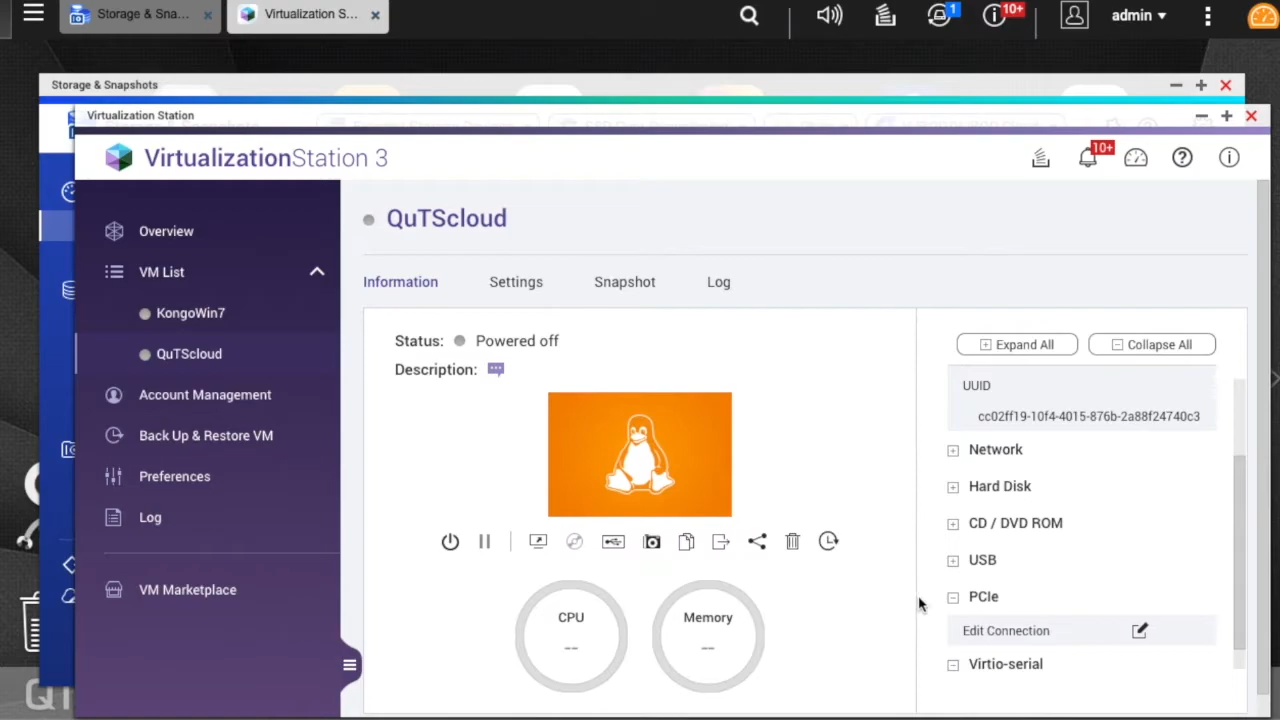 Storage & Sna...
Virtualization S...
1
10+
admin
Storage & Snapshots
Virtualization Station
VirtualizationStation 3
10+
Overview
VM List
KongoWin7
QuTScloud
Account Management
Back Up & Restore VM
Preferences
Log
VM Marketplace
QuTScloud
Information
Settings
Snapshot
Log
Status: Powered off
Description:
CPU
--
Memory
--
Expand All
Collapse All
UUID
cc02ff19-10f4-4015-876b-2a88f24740c3
Network
Hard Disk
CD / DVD ROM
USB
PCIe
Edit Connection
Virtio-serial